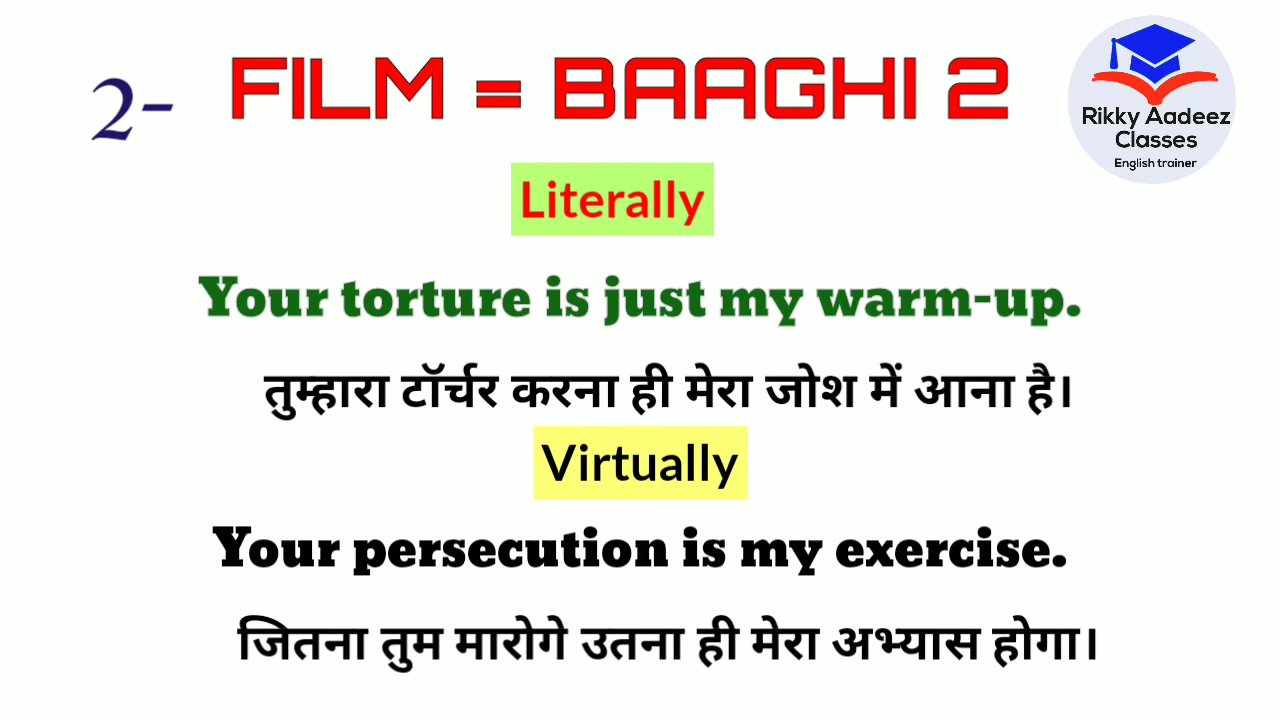 2- FILM = BAAGHI 2
Rikky Aadeez
Classes
English trainer
Literally
Your torture is just my warm-up.
तुम्हारा टॉर्चर करना ही मेरा जोश में आना है।
Virtually
Your persecution is my exercise.
जितना तुम मारोगे उतना ही मेरा अभ्यास होगा।